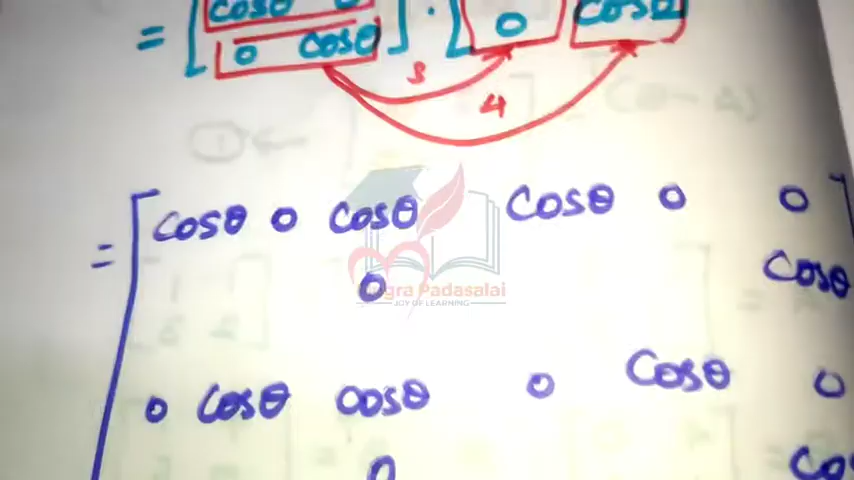 cosθ 0
= [ 0 cosθ ] · [ 0 cosθ
3
4
= [ cosθ 0 cosθ cosθ 0 0 ]
0 cosθ
0 cosθ cosθ 0 cosθ 0
0 cos
Padasalai
JOY OF LEARNING